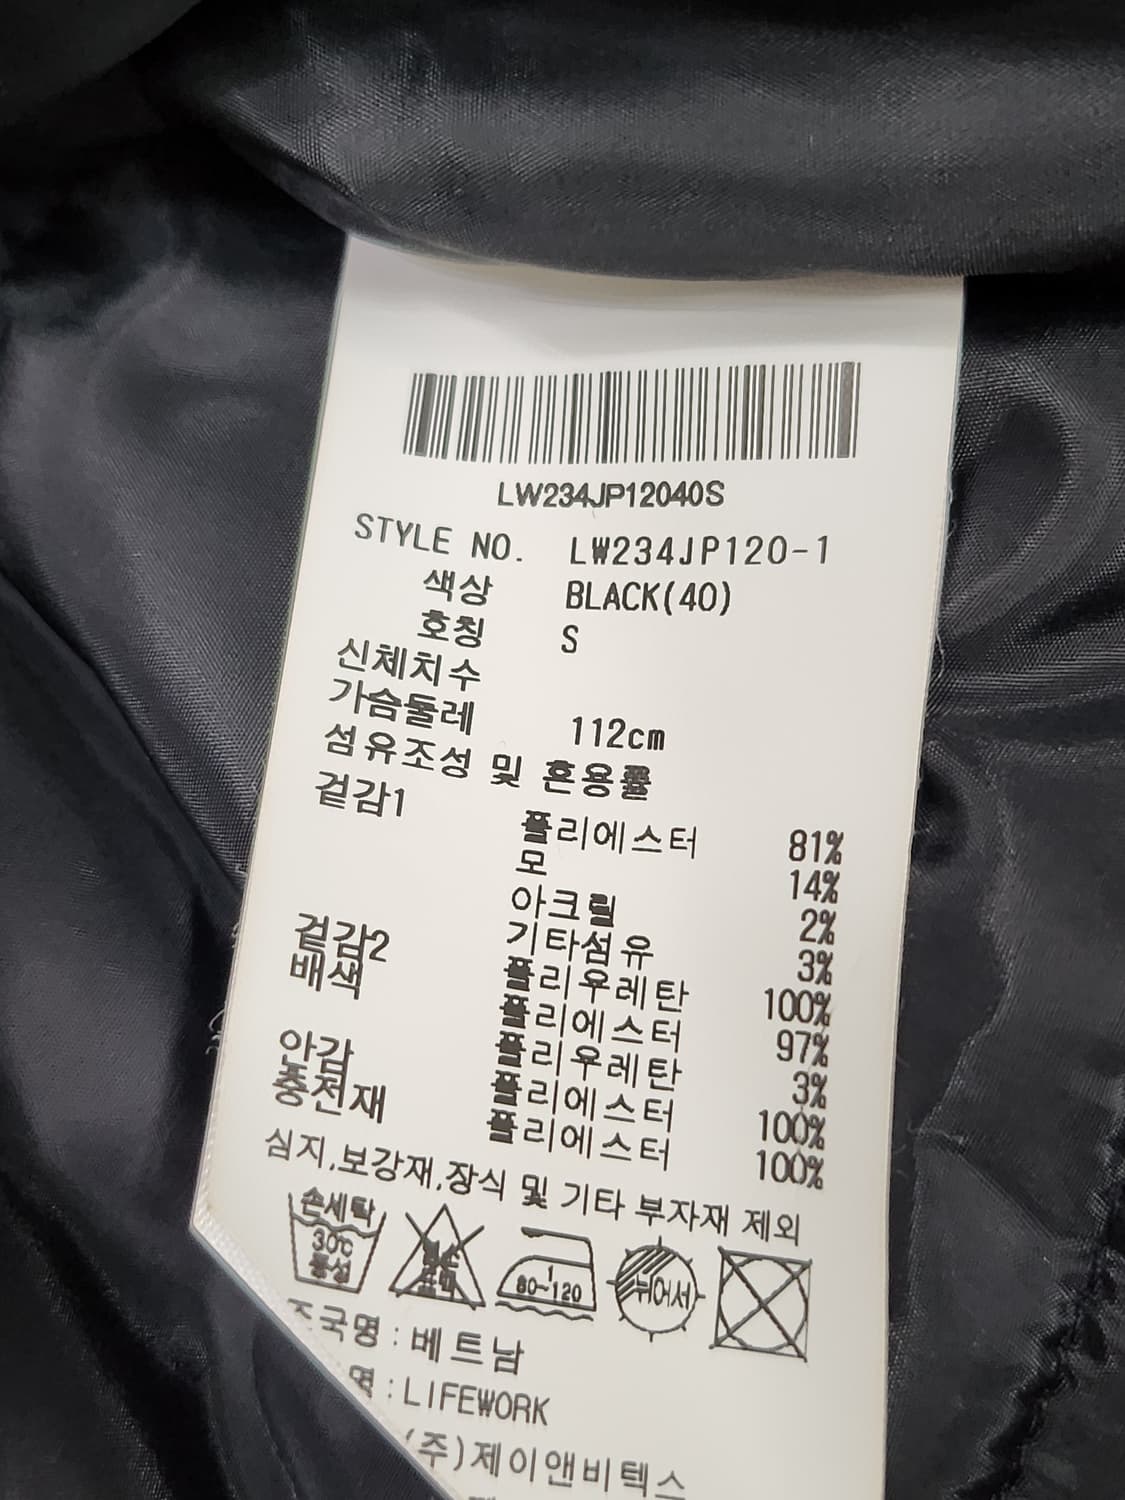 LW234JP12040S
STYLE NO. LW234JP120-1
색상 BLACK(40)
호칭 S
신체치수
가슴둘레 112cm
섬유조성 및 혼용률
겉감1 폴리에스터 81%
모 14%
아크릴 2%
기타섬유 3%
겉감2 폴리우레탄 100%
배색 폴리에스터 97%
폴리우레탄 3%
안감 폴리에스터 100%
충전재 폴리에스터 100%
심지,보강재,장식 및 기타 부자재 제외
손세탁
30℃
중성
염소
표백
1
80~120
뉘어서
조국명 : 베트남
명 : LIFEWORK
(주)제이앤비텍스